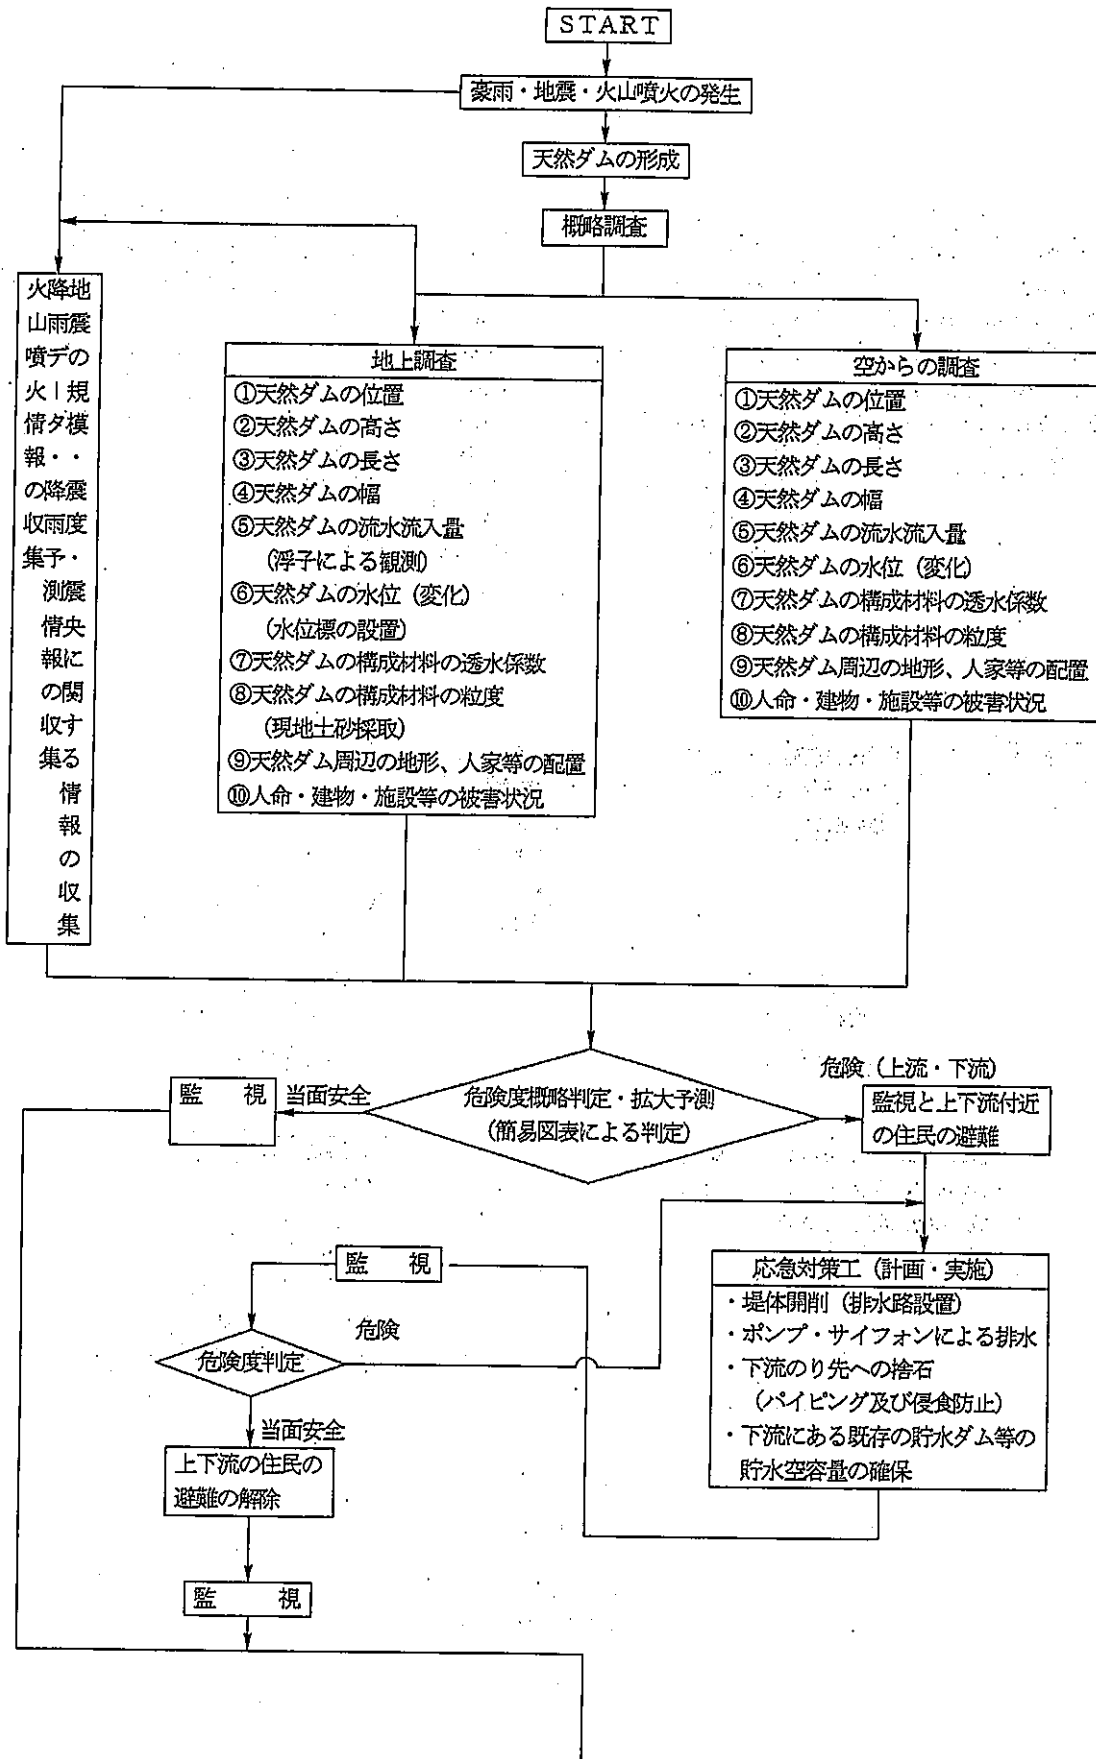 START
豪雨・地震・火山噴火の発生
天然ダムの形成
概略調査
地震の規模・震度・震央に関する情報の収集
降雨データ・降雨予測情報の収集
火山噴火情報の収集
地上調査
①天然ダムの位置
②天然ダムの高さ
③天然ダムの長さ
④天然ダムの幅
⑤天然ダムの流水流入量
(浮子による観測)
⑥天然ダムの水位（変化）
(水位標の設置)
⑦天然ダムの構成材料の透水係数
⑧天然ダムの構成材料の粒度
(現地土砂採取)
⑨天然ダム周辺の地形、人家等の配置
⑩人命・建物・施設等の被害状況
空からの調査
①天然ダムの位置
②天然ダムの高さ
③天然ダムの長さ
④天然ダムの幅
⑤天然ダムの流水流入量
⑥天然ダムの水位（変化）
⑦天然ダムの構成材料の透水係数
⑧天然ダムの構成材料の粒度
⑨天然ダム周辺の地形、人家等の配置
⑩人命・建物・施設等の被害状況
監　視
当面安全
危険度概略判定・拡大予測
(簡易図表による判定)
危険（上流・下流）
監視と上下流付近
の住民の避難
応急対策工（計画・実施）
・堤体開削（排水路設置）
・ポンプ・サイフォンによる排水
・下流のり先への捨石
（パイピング及び侵食防止）
・下流にある既存の貯水ダム等の
貯水空容量の確保
監　視
危険度判定
危険
当面安全
上下流の住民の
避難の解除
監　視